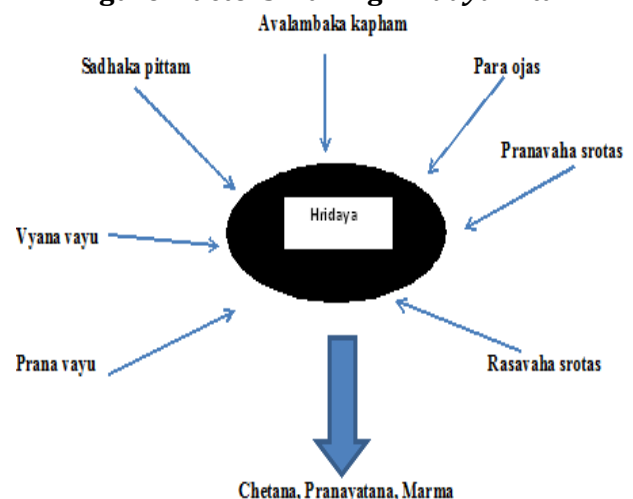 Avalambaka kapham
Sadhaka pittam
Para ojas
Pranavaha srotas
Hridaya
Vyana vayu
Prana vayu
Rasavaha srotas
Chetana, Pranayatana, Marma